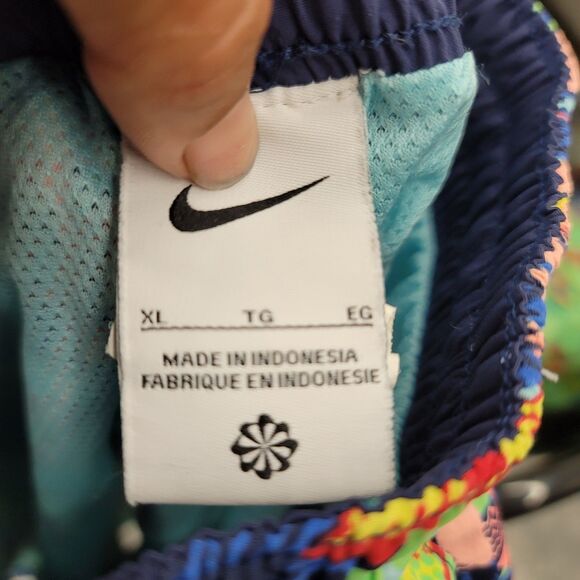 XL TG EG
MADE IN INDONESIA
FABRIQUE EN INDONESIE